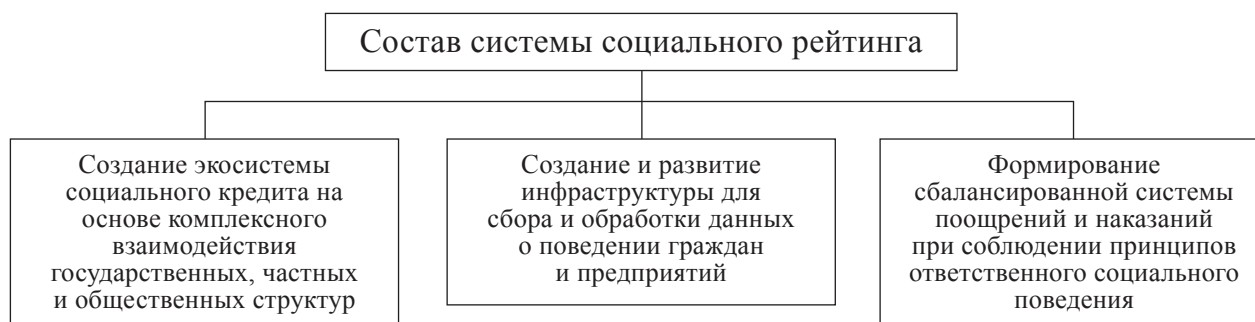 Состав системы социального рейтинга
Создание экосистемы
социального кредита на
основе комплексного
взаимодействия
государственных, частных
и общественных структур
Создание и развитие
инфраструктуры для
сбора и обработки данных
о поведении граждан
и предприятий
Формирование
сбалансированной системы
поощрений и наказаний
при соблюдении принципов
ответственного социального
поведения